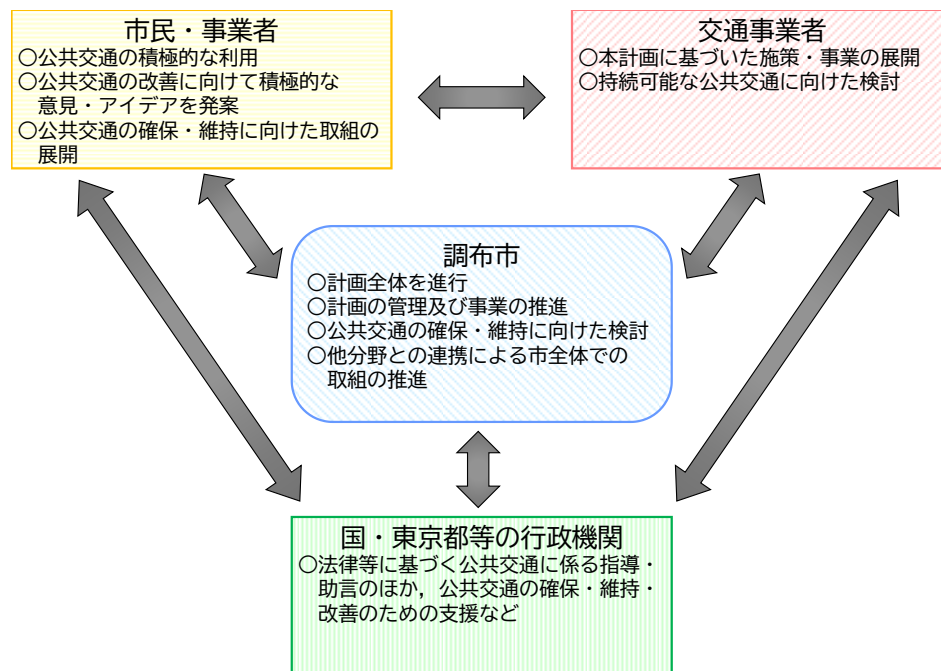 市民・事業者
〇公共交通の積極的な利用
〇公共交通の改善に向けて積極的な
意見・アイデアを発案
〇公共交通の確保・維持に向けた取組の
展開
交通事業者
〇本計画に基づいた施策・事業の展開
〇持続可能な公共交通に向けた検討
調布市
〇計画全体を進行
〇計画の管理及び事業の推進
〇公共交通の確保・維持に向けた検討
〇他分野との連携による市全体での
取組の推進
国・東京都等の行政機関
〇法律等に基づく公共交通に係る指導・
助言のほか，公共交通の確保・維持・
改善のための支援など